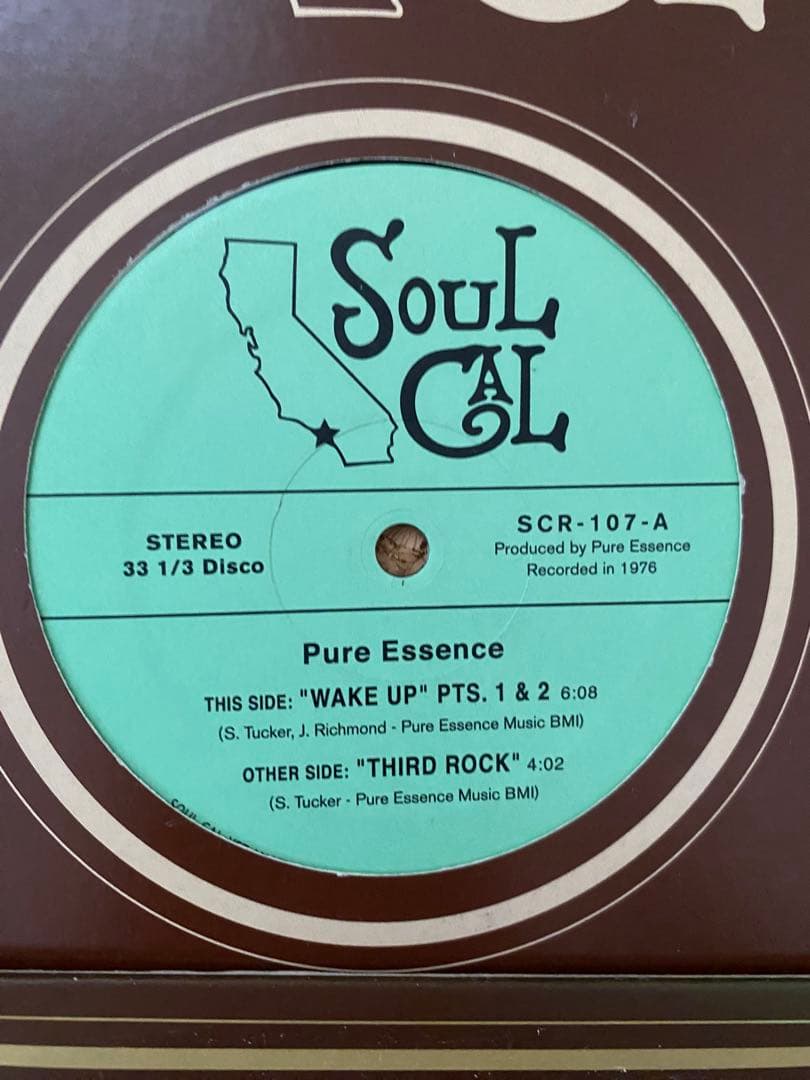 SOUL
CAL
STEREO
33 1/3 Disco
SCR-107-A
Produced by Pure Essence
Recorded in 1976
Pure Essence
THIS SIDE: "WAKE UP" PTS. 1 & 2 6:08
(S. Tucker, J. Richmond - Pure Essence Music BMI)
OTHER SIDE: "THIRD ROCK" 4:02
(S. Tucker - Pure Essence Music BMI)